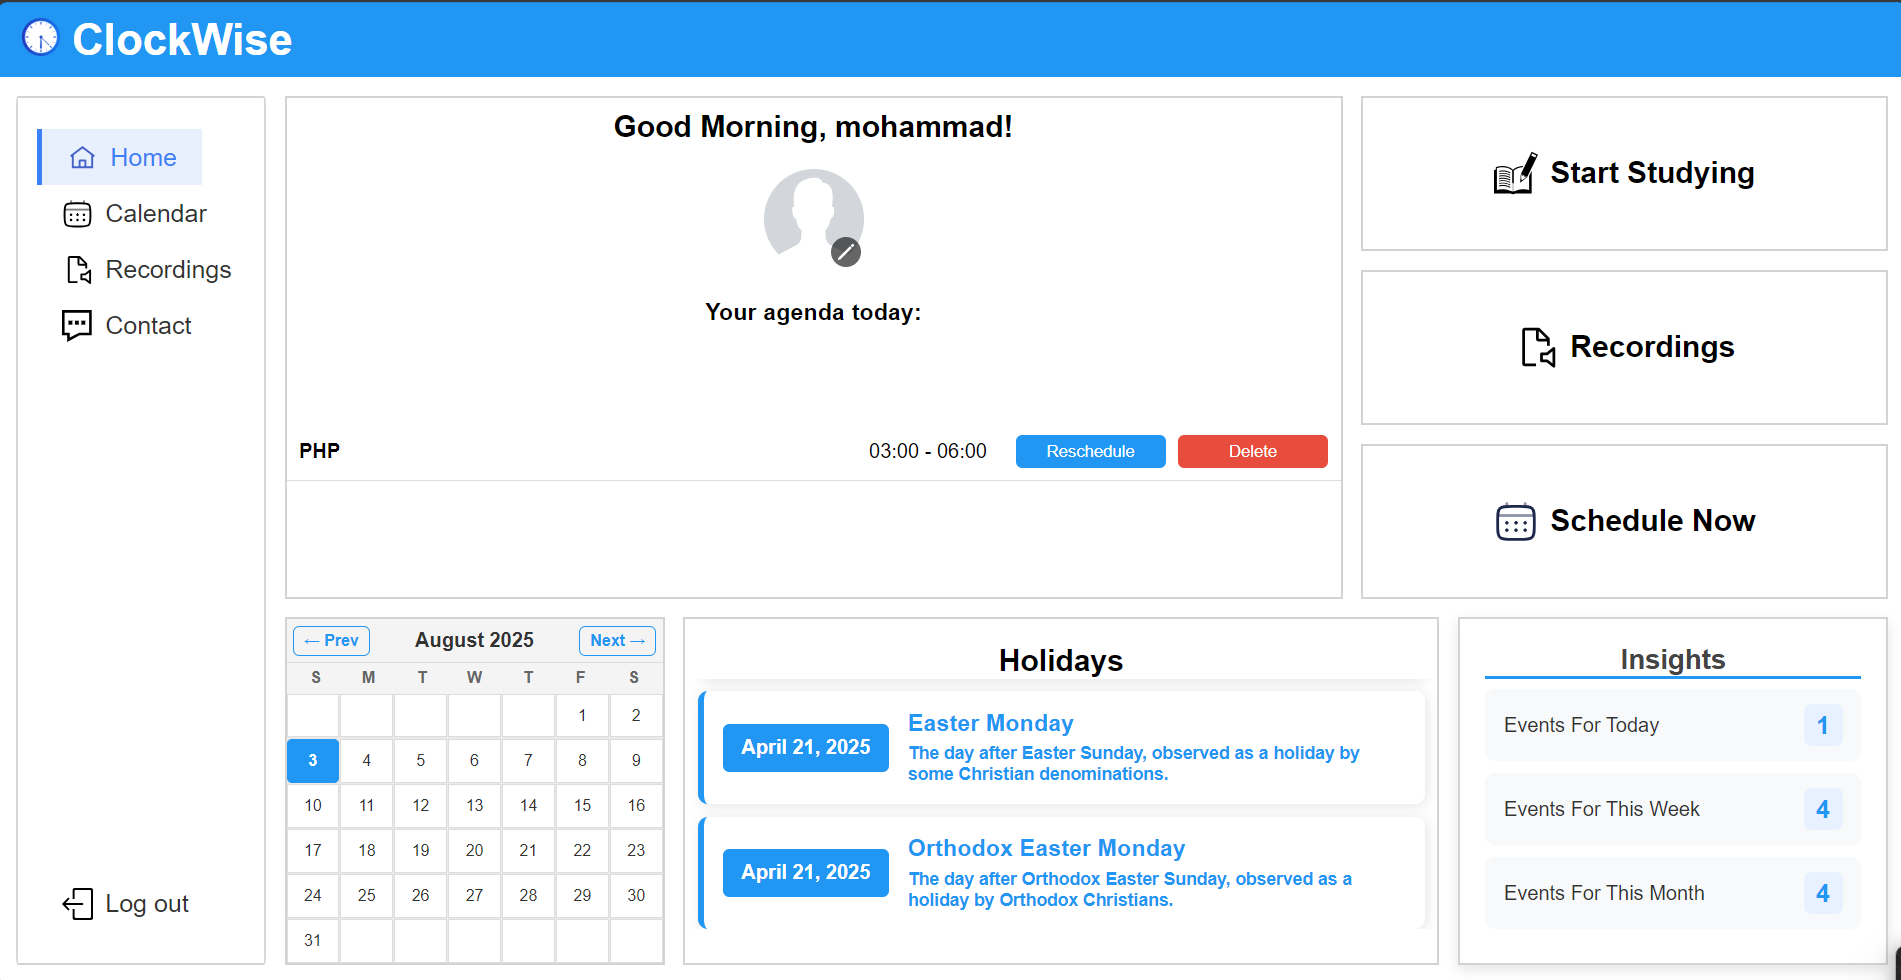 ClockWise
Home
Calendar
Recordings
Contact
Log out
Good Morning, mohammad!
Your agenda today:
PHP 03:00 - 06:00 Reschedule Delete
Start Studying
Recordings
Schedule Now
← Prev August 2025 Next →
S M T W T F S
1 2
3 4 5 6 7 8 9
10 11 12 13 14 15 16
17 18 19 20 21 22 23
24 25 26 27 28 29 30
31
Holidays
April 21, 2025
Easter Monday
The day after Easter Sunday, observed as a holiday by
some Christian denominations.
April 21, 2025
Orthodox Easter Monday
The day after Orthodox Easter Sunday, observed as a
holiday by Orthodox Christians.
Insights
Events For Today 1
Events For This Week 4
Events For This Month 4